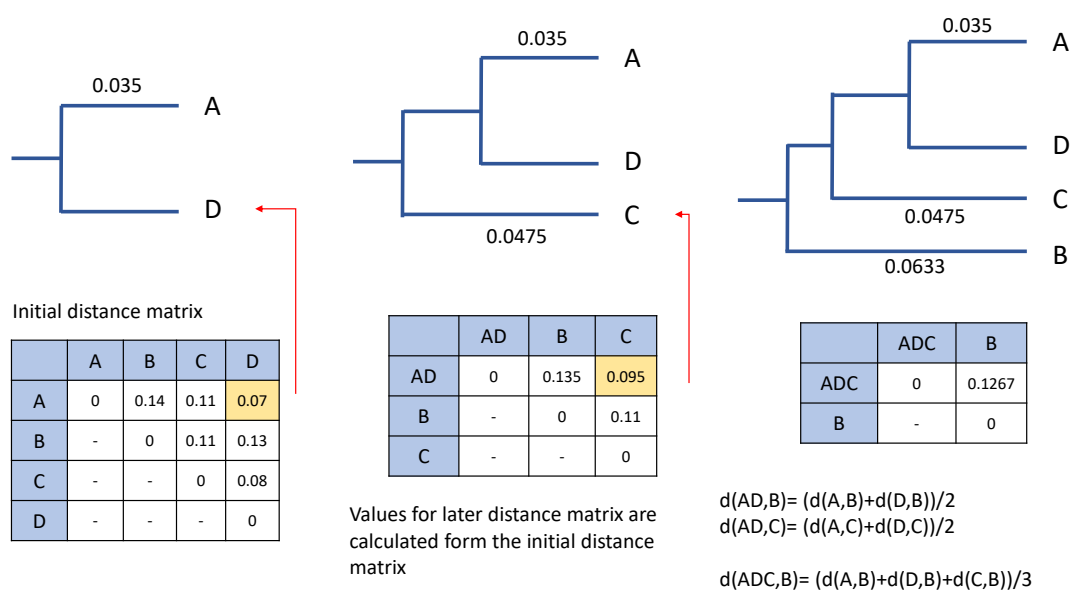 0.035
A
D
Initial distance matrix
A B C D
A 0 0.14 0.11 0.07
B - 0 0.11 0.13
C - - 0 0.08
D - - - 0
0.035
A
D
C
0.0475
AD B C
AD 0 0.135 0.095
B - 0 0.11
C - - 0
Values for later distance matrix are
calculated form the initial distance
matrix
0.035
A
D
C
0.0475
B
0.0633
ADC B
ADC 0 0.1267
B - 0
d(AD,B)= (d(A,B)+d(D,B))/2
d(AD,C)= (d(A,C)+d(D,C))/2
d(ADC,B)= (d(A,B)+d(D,B)+d(C,B))/3